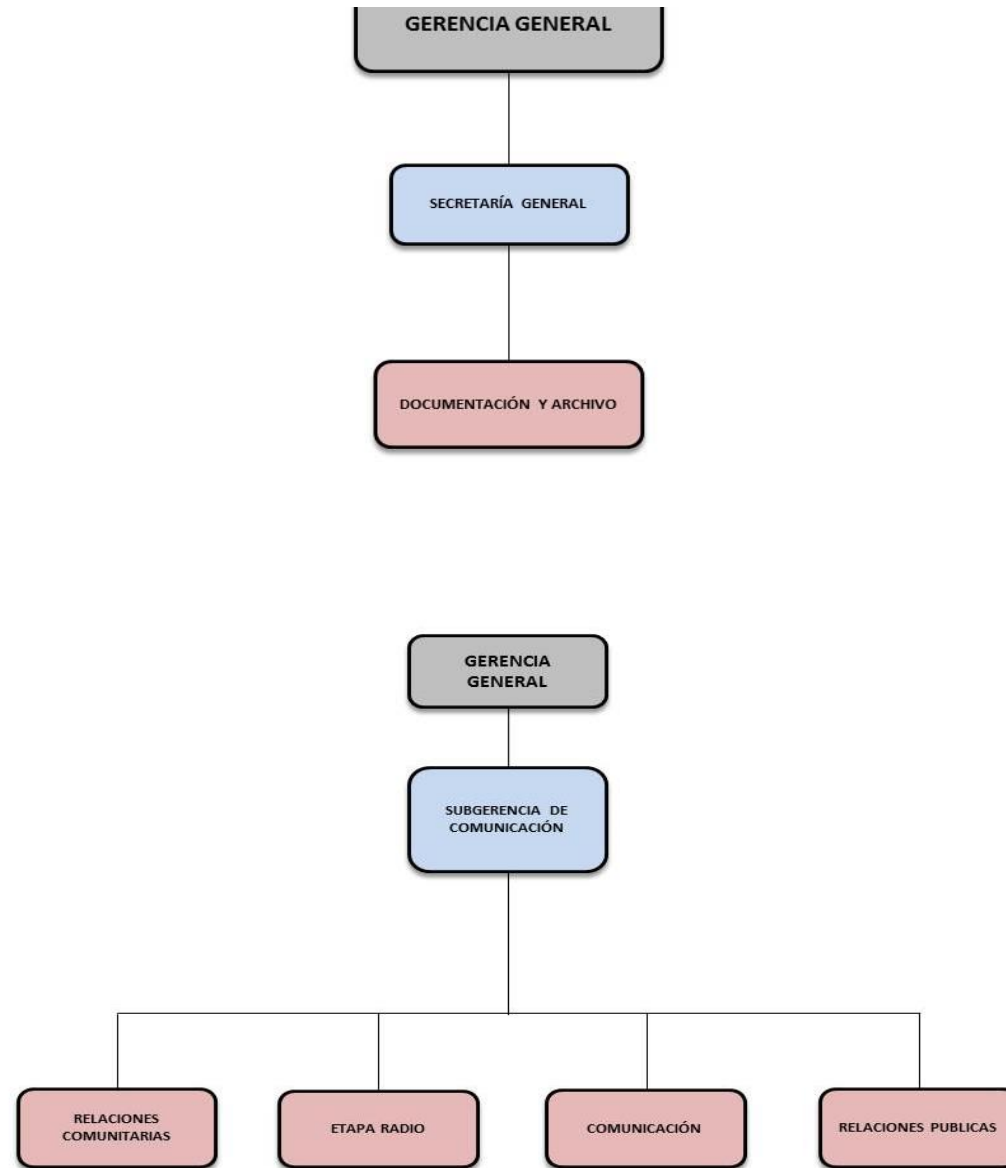 GERENCIA GENERAL
SECRETARÍA GENERAL
DOCUMENTACIÓN Y ARCHIVO
GERENCIA
GENERAL
SUBGERENCIA DE
COMUNICACIÓN
RELACIONES
COMUNITARIAS
ETAPA RADIO
COMUNICACIÓN
RELACIONES PUBLICAS